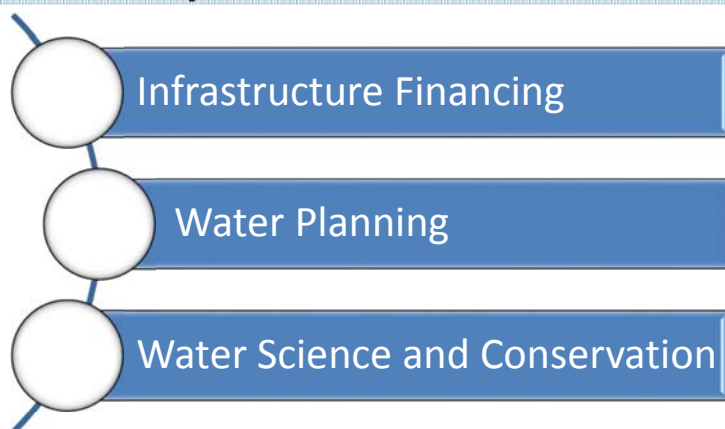 Infrastructure Financing
Water Planning
Water Science and Conservation